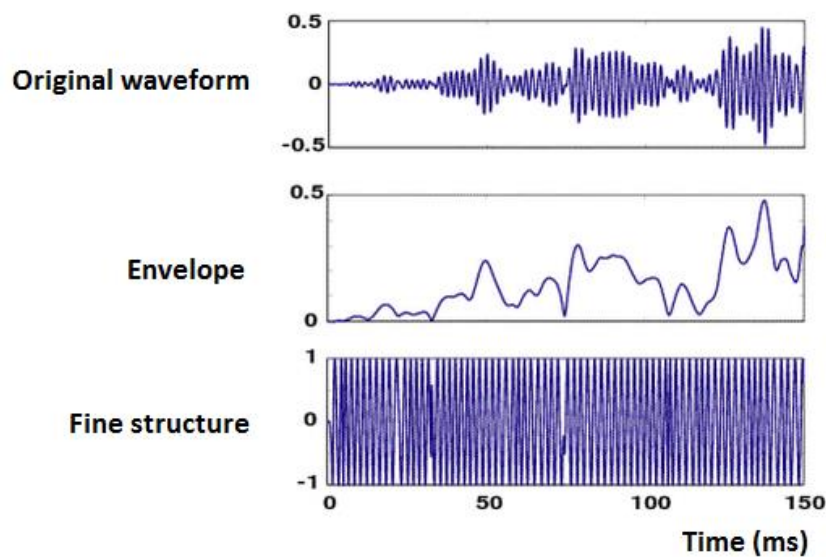 0.5
Original waveform
0
-0.5
0.5
Envelope
0
1
Fine structure
0
-1
0 50 100 150
Time (ms)